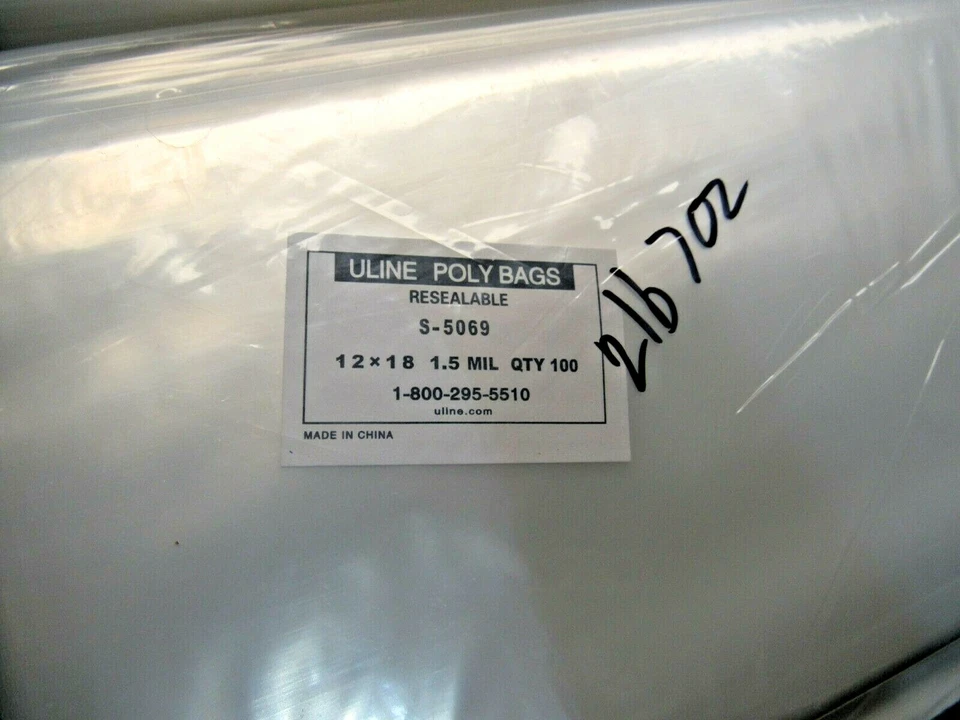 ULINE POLY BAGS
RESEALABLE
S-5069
12×18 1.5 MIL QTY 100
1-800-295-5510
uline.com
MADE IN CHINA
2lb 7oz